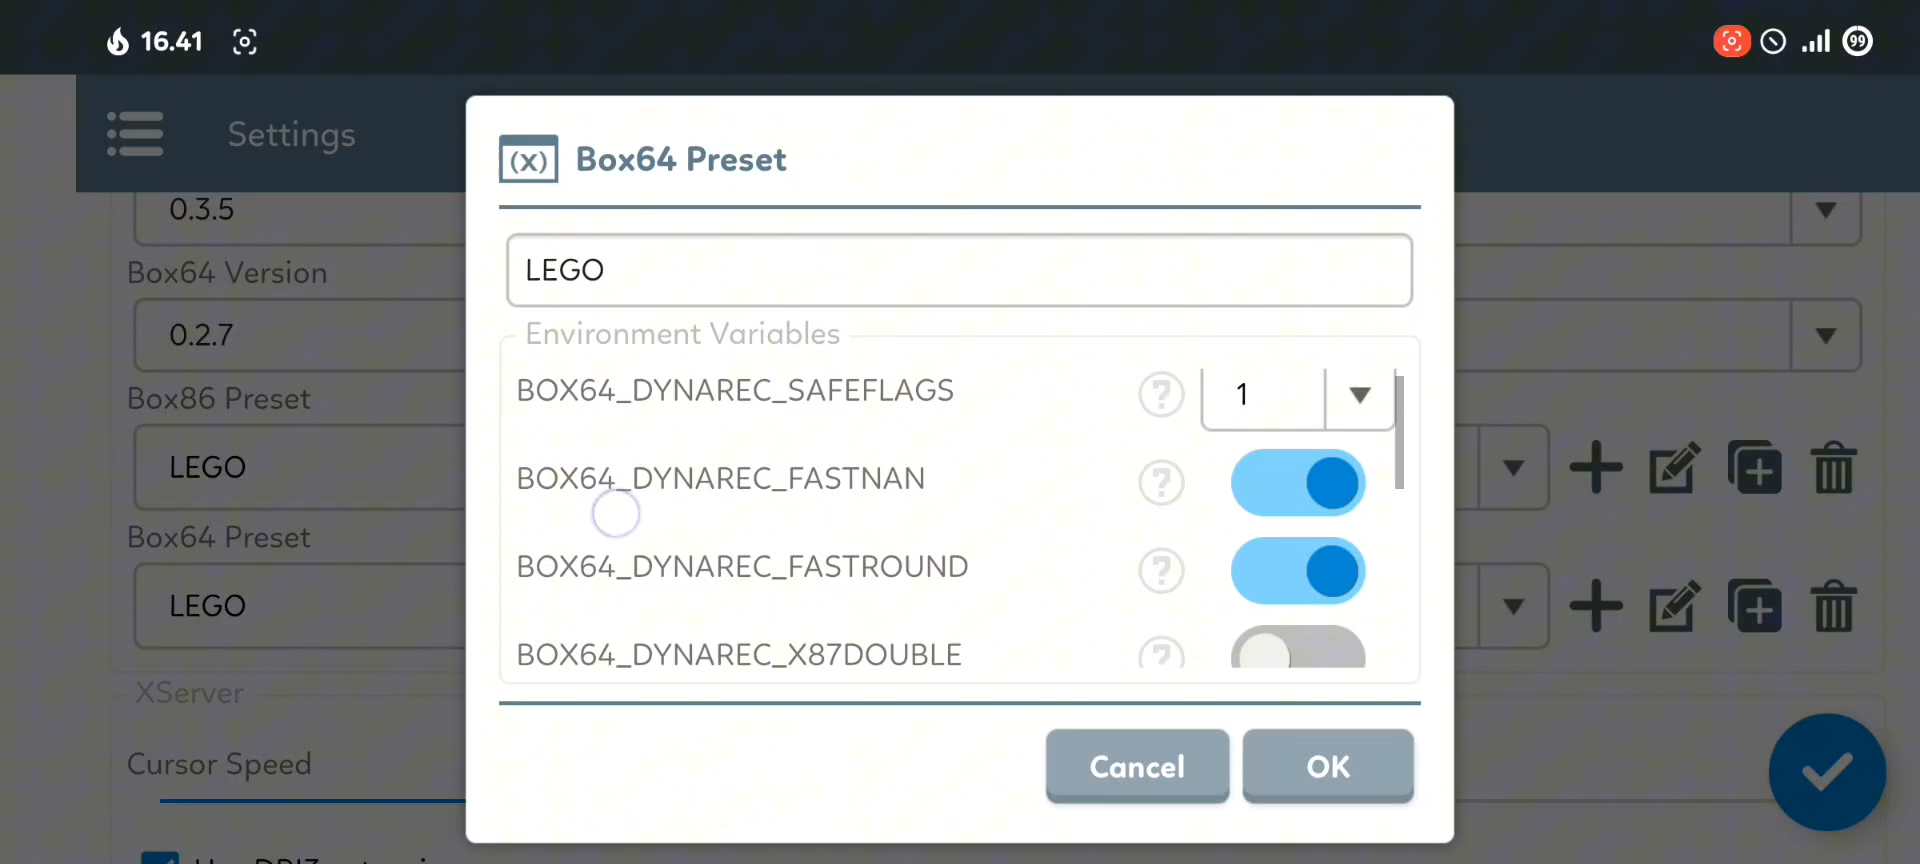 16.41
99
Settings
(x) Box64 Preset
0.3.5
LEGO
Box64 Version
Environment Variables
0.2.7
BOX64_DYNAREC_SAFEFLAGS ? 1
Box86 Preset
LEGO
BOX64_DYNAREC_FASTNAN ?
Box64 Preset
BOX64_DYNAREC_FASTROUND ?
LEGO
BOX64_DYNAREC_X87DOUBLE ?
XServer
Cursor Speed
Cancel OK